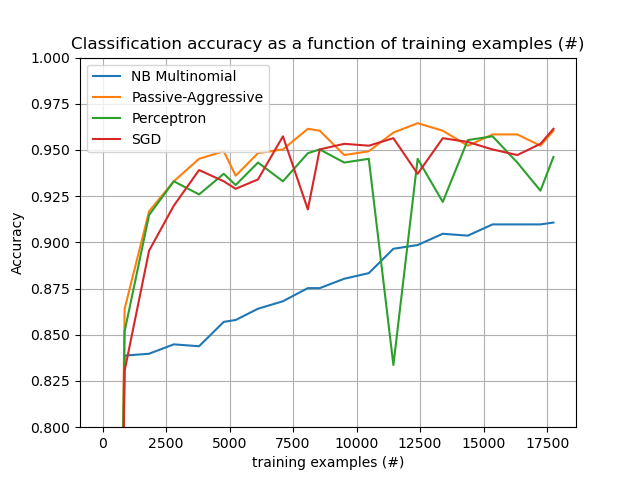 Classification accuracy as a function of training examples (#)
NB Multinomial
Passive-Aggressive
Perceptron
SGD
1.000
0.975
0.950
0.925
0.900
0.875
0.850
0.825
0.800
Accuracy
0 2500 5000 7500 10000 12500 15000 17500
training examples (#)